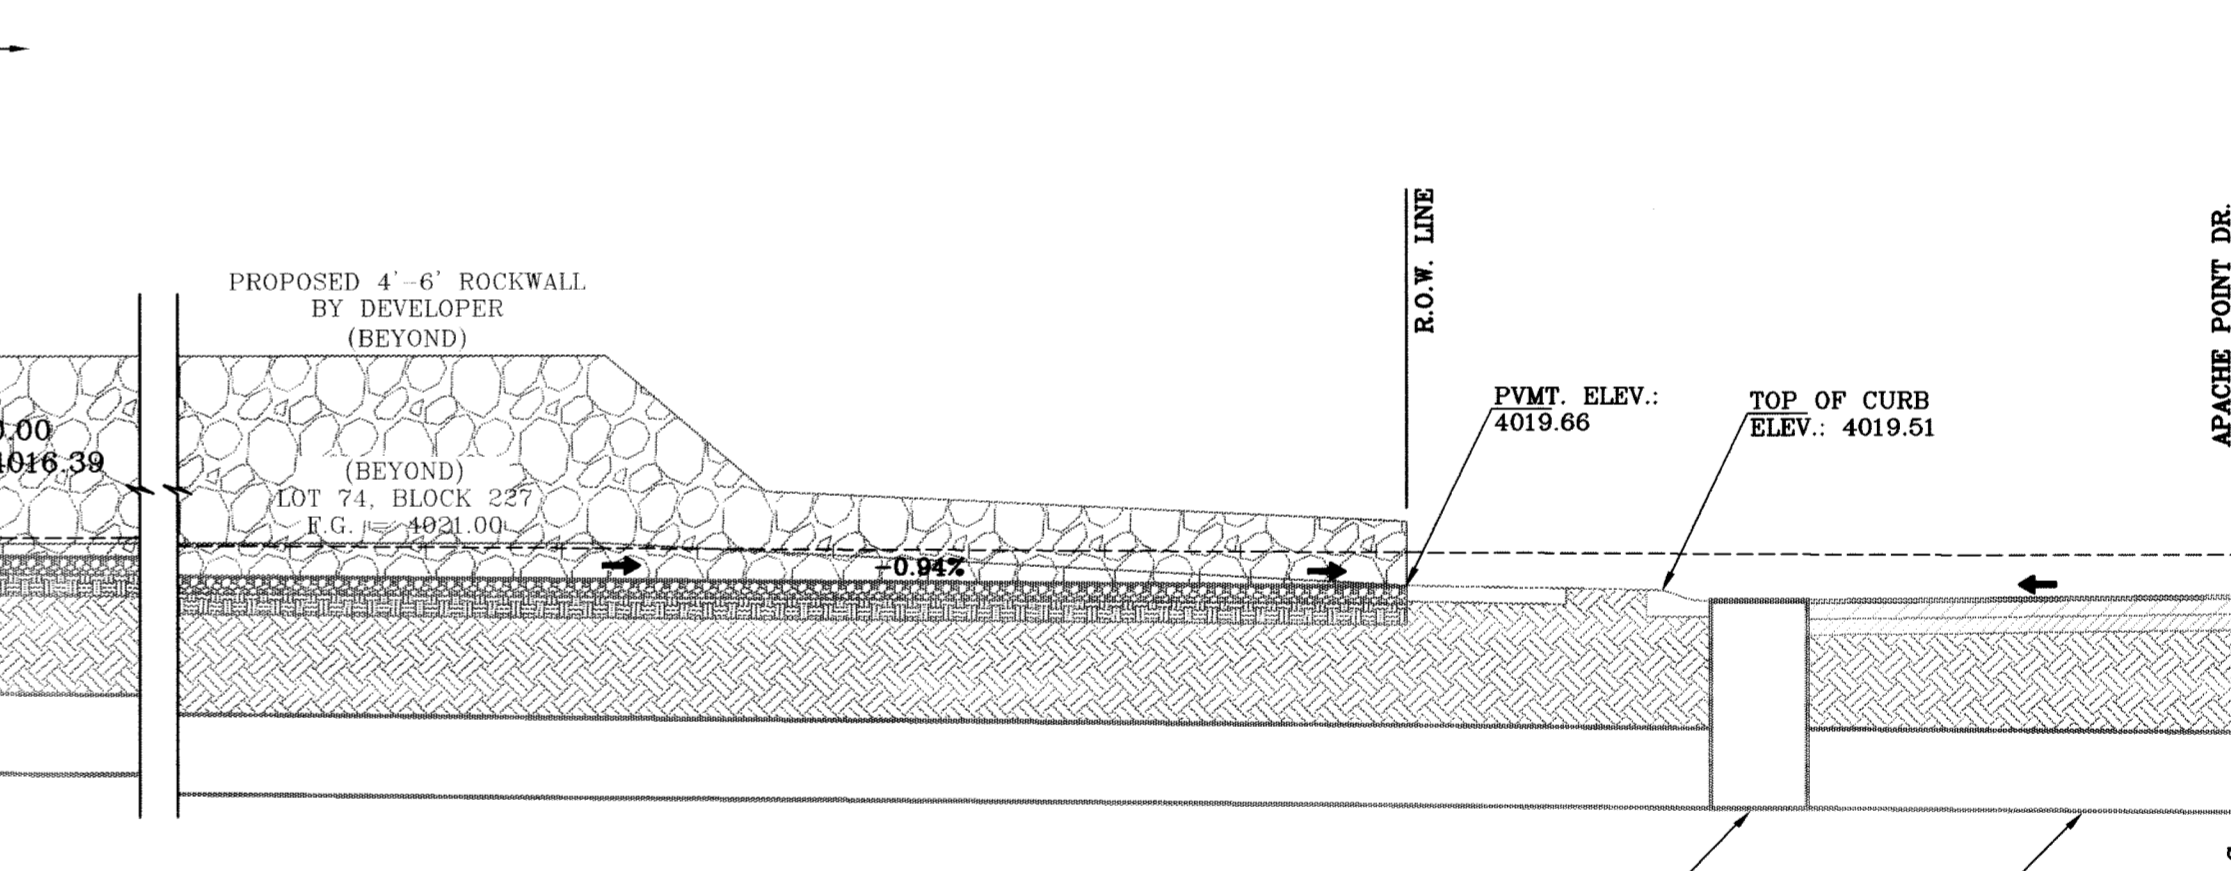 PROPOSED 4'-6' ROCKWALL
BY DEVELOPER
(BEYOND)
.00
4016.39
(BEYOND)
LOT 74, BLOCK 227
F.G. = 4021.00
-0.94%
R.O.W. LINE
PVMT. ELEV.:
4019.66
TOP OF CURB
ELEV.: 4019.51
APACHE POINT DR.